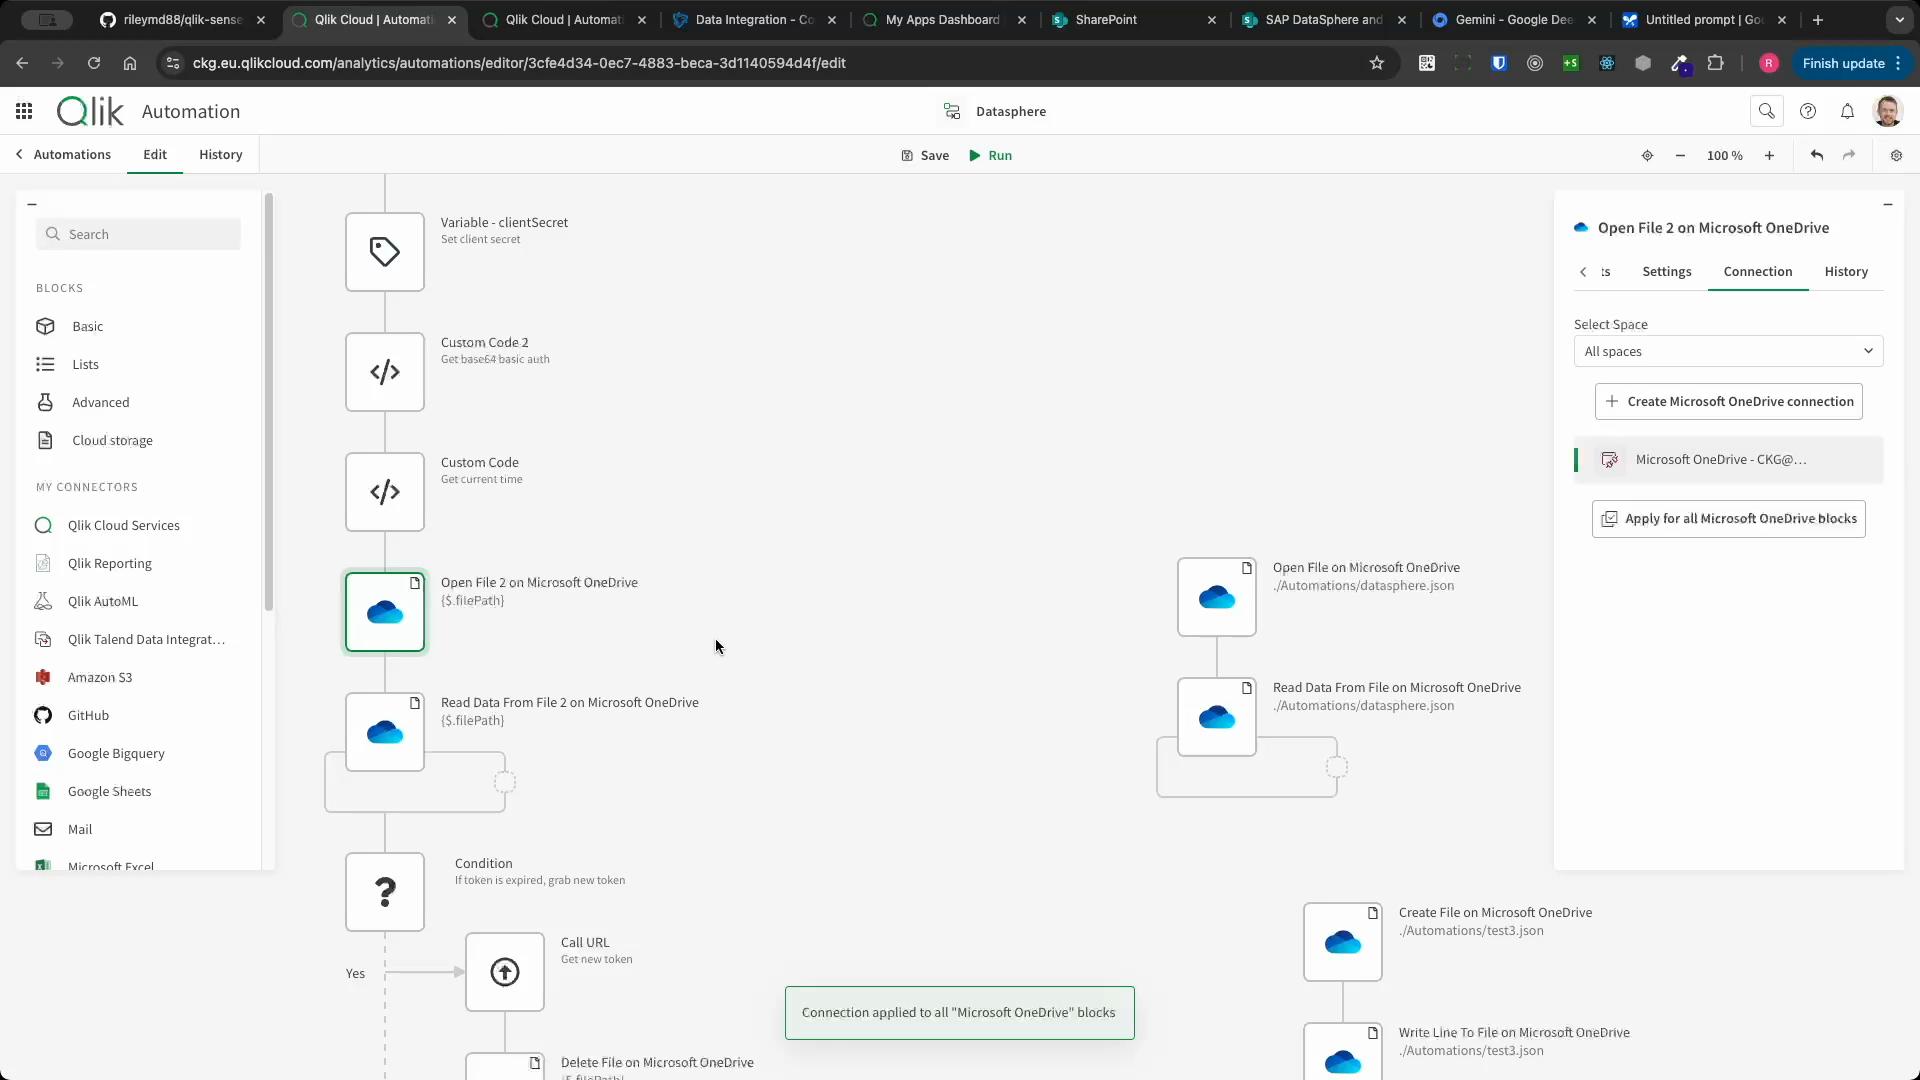 rileymd88/qlik-sense
Qlik Cloud | Automati
Qlik Cloud | Automati
Data Integration - Co
My Apps Dashboard
SharePoint
SAP DataSphere and
Gemini - Google Dee
Untitled prompt | Go
ckg.eu.qlikcloud.com/analytics/automations/editor/3cfe4d34-0ec7-4883-beca-3d1140594d4f/edit
R
Finish update
Qlik
Automation
Datasphere
Automations
Edit
History
Save
Run
100 %
Search
BLOCKS
Basic
Lists
Advanced
Cloud storage
MY CONNECTORS
Qlik Cloud Services
Qlik Reporting
Qlik AutoML
Qlik Talend Data Integrat...
Amazon S3
GitHub
Google Bigquery
Google Sheets
Mail
Microsoft Excel
Variable - clientSecret
Set client secret
Custom Code 2
Get base64 basic auth
Custom Code
Get current time
Open File 2 on Microsoft OneDrive
{$.filePath}
Read Data From File 2 on Microsoft OneDrive
{$.filePath}
Condition
If token is expired, grab new token
Yes
Call URL
Get new token
Delete File on Microsoft OneDrive
{$.filePath}
Open File on Microsoft OneDrive
./Automations/datasphere.json
Read Data From File on Microsoft OneDrive
./Automations/datasphere.json
Create File on Microsoft OneDrive
./Automations/test3.json
Write Line To File on Microsoft OneDrive
./Automations/test3.json
Connection applied to all "Microsoft OneDrive" blocks
Open File 2 on Microsoft OneDrive
ts
Settings
Connection
History
Select Space
All spaces
Create Microsoft OneDrive connection
Microsoft OneDrive - CKG@...
Apply for all Microsoft OneDrive blocks